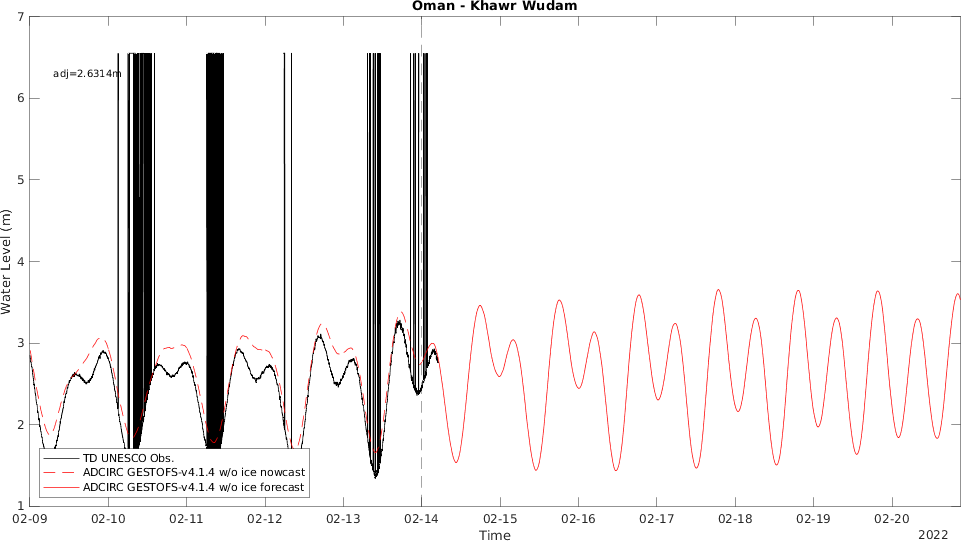 Oman - Khawr Wudam
adj=2.6314m
Water Level (m)
7
6
5
4
3
2
1
TD UNESCO Obs.
ADCIRC GESTOFS-v4.1.4 w/o ice nowcast
ADCIRC GESTOFS-v4.1.4 w/o ice forecast
02-09 02-10 02-11 02-12 02-13 02-14 02-15 02-16 02-17 02-18 02-19 02-20
Time
2022